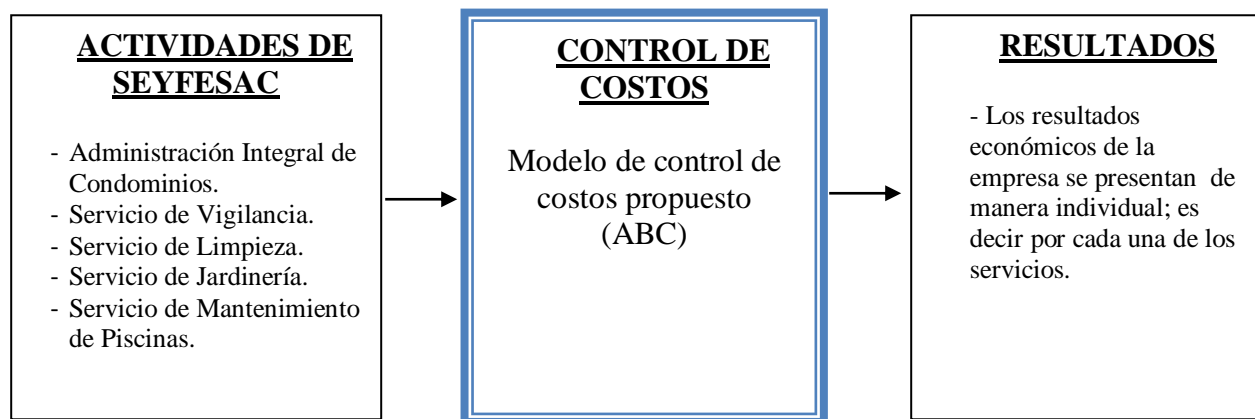 ACTIVIDADES DE
SEYFESAC
- Administración Integral de
Condominios.
- Servicio de Vigilancia.
- Servicio de Limpieza.
- Servicio de Jardinería.
- Servicio de Mantenimiento
de Piscinas.
CONTROL DE
COSTOS
Modelo de control de
costos propuesto
(ABC)
RESULTADOS
- Los resultados
económicos de la
empresa se presentan de
manera individual; es
decir por cada una de los
servicios.